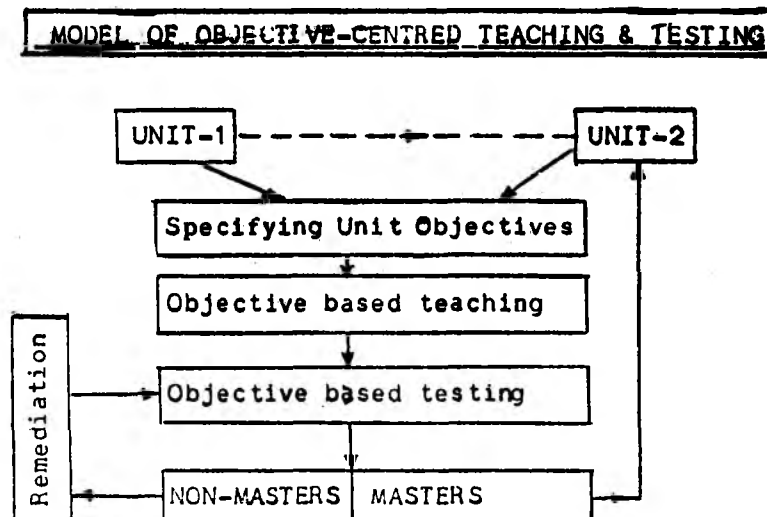 MODEL OF OBJECTIVE-CENTRED TEACHING & TESTING
UNIT-1 UNIT-2
Specifying Unit Objectives
Objective based teaching
Objective based testing
Remediation
NON-MASTERS MASTERS